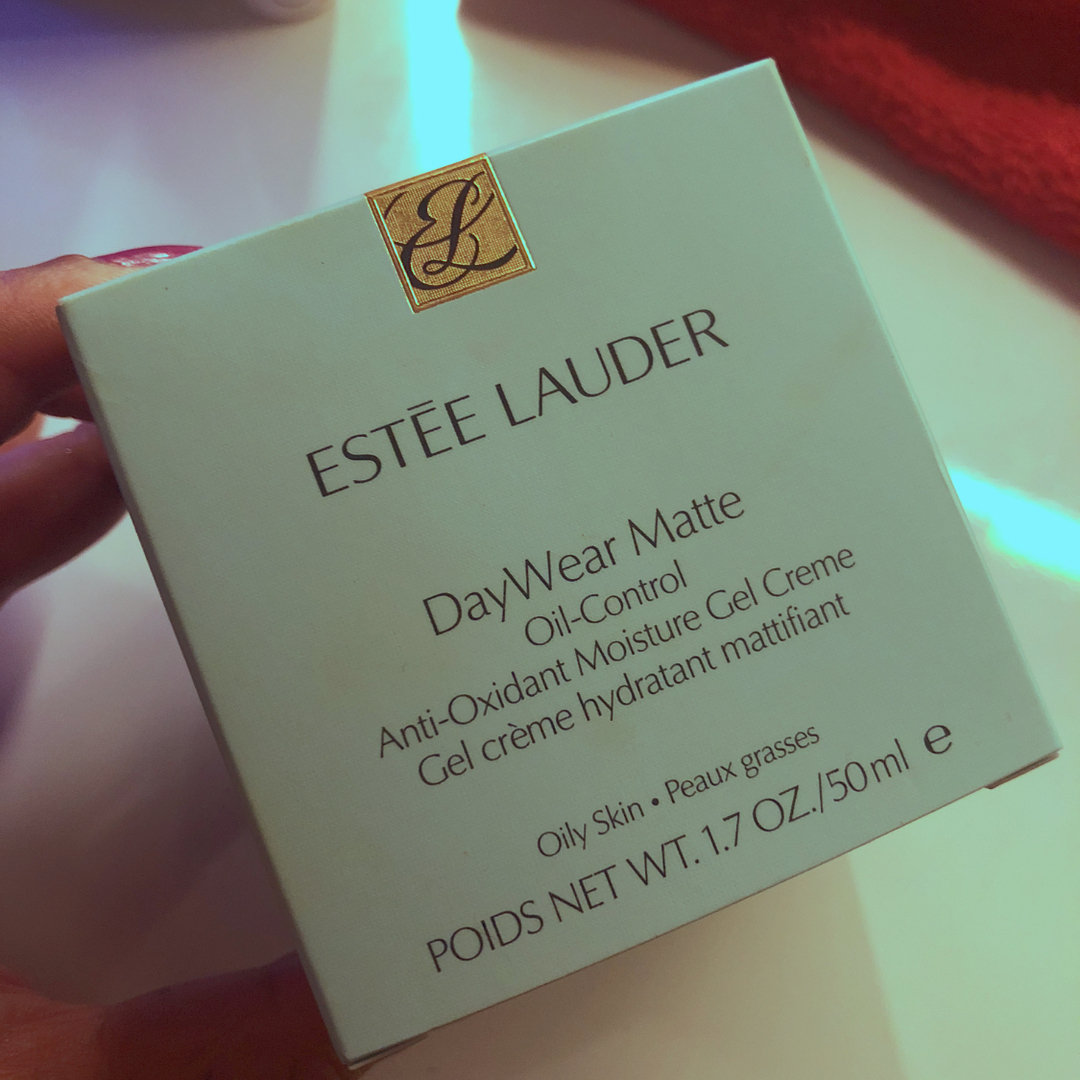 EL
ESTĒE LAUDER
DayWear Matte
Oil-Control
Anti-Oxidant Moisture Gel Creme
Gel crème hydratant mattifiant
Oily Skin • Peaux grasses
POIDS NET WT. 1.7 OZ./50 ml ℮